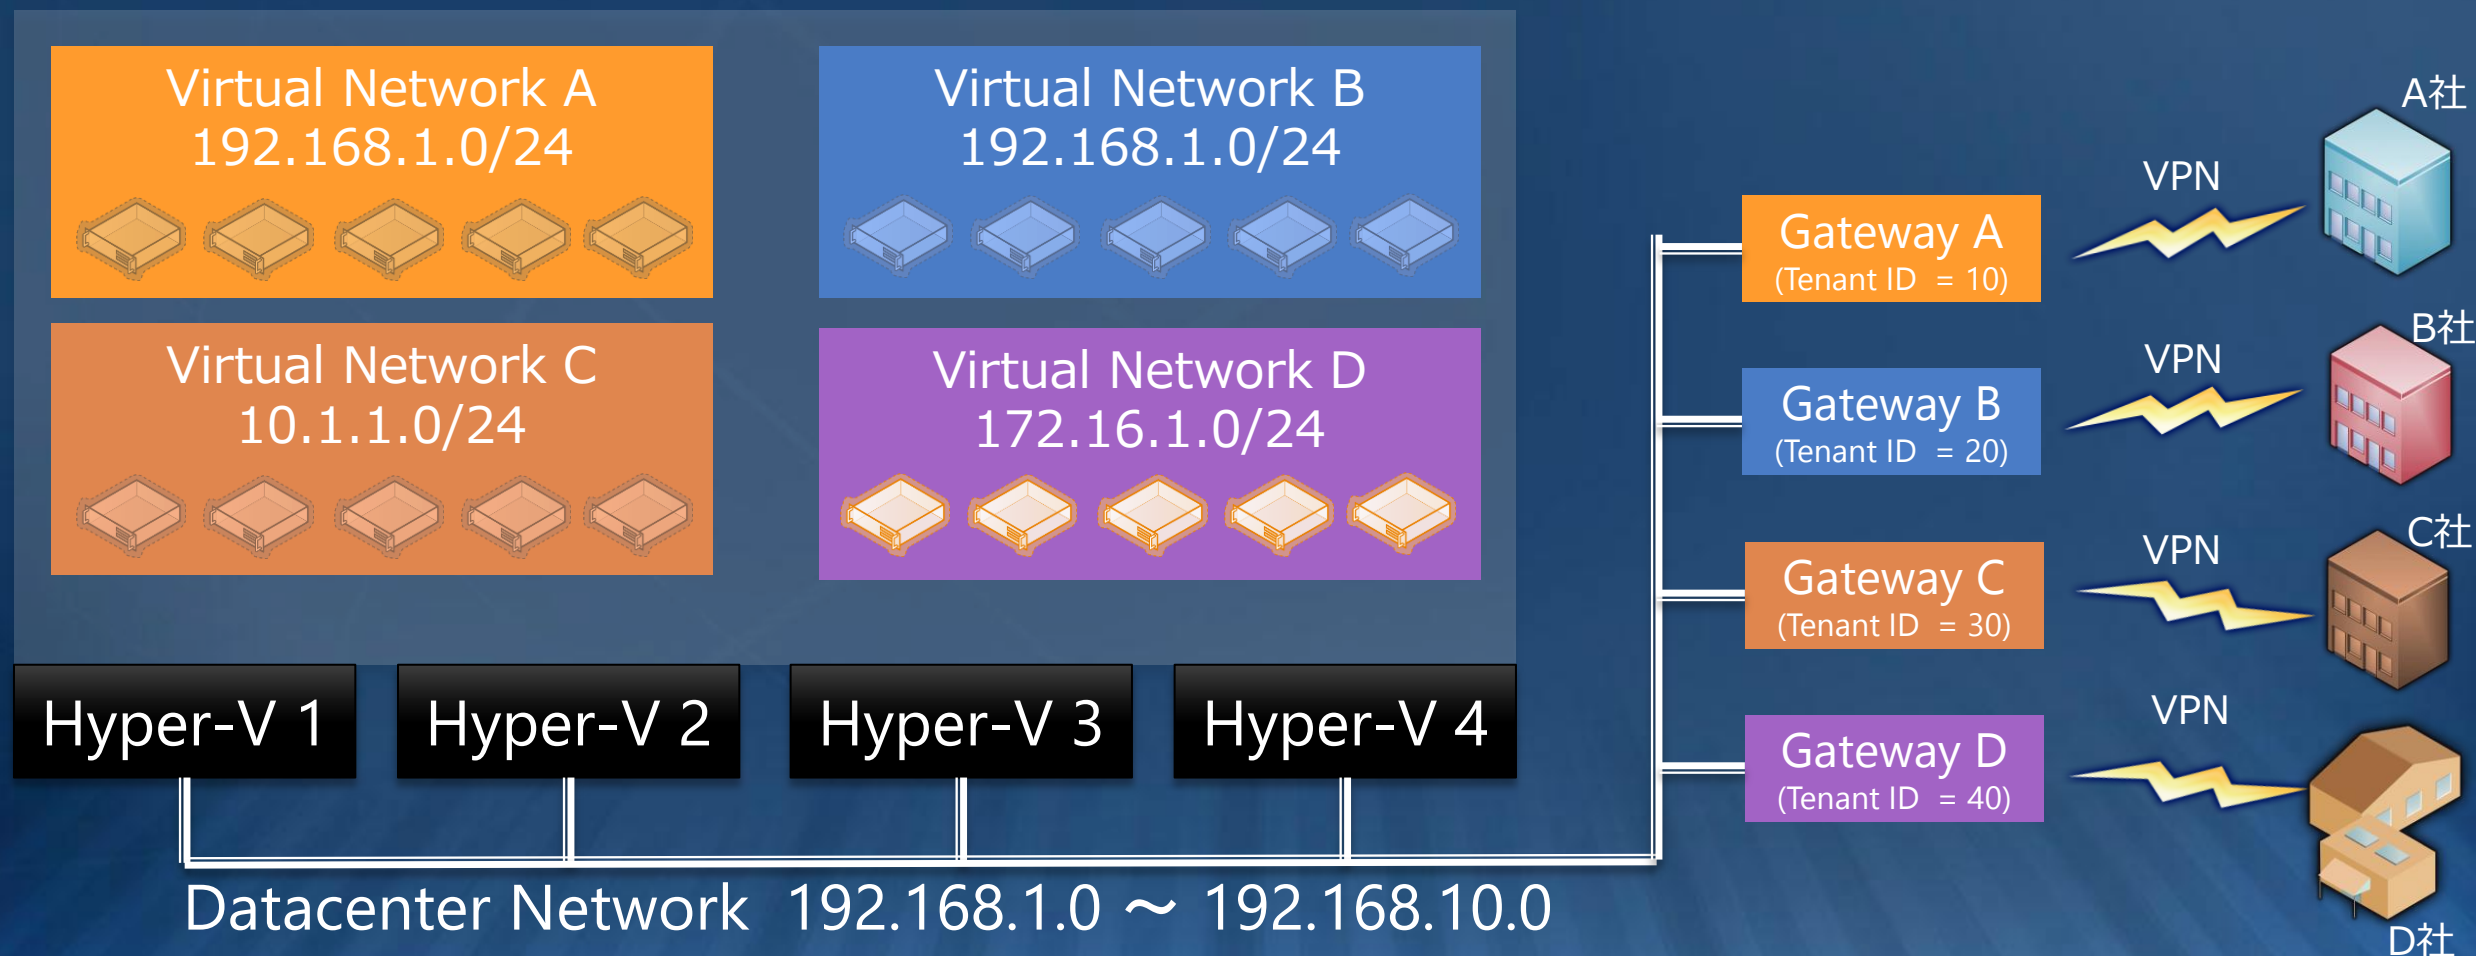 Virtual Network A
192.168.1.0/24
Virtual Network B
192.168.1.0/24
Virtual Network C
10.1.1.0/24
Virtual Network D
172.16.1.0/24
Hyper-V 1
Hyper-V 2
Hyper-V 3
Hyper-V 4
Datacenter Network 192.168.1.0 ～ 192.168.10.0
Gateway A
(Tenant ID = 10)
VPN
A社
Gateway B
(Tenant ID = 20)
VPN
B社
Gateway C
(Tenant ID = 30)
VPN
C社
Gateway D
(Tenant ID = 40)
VPN
D社